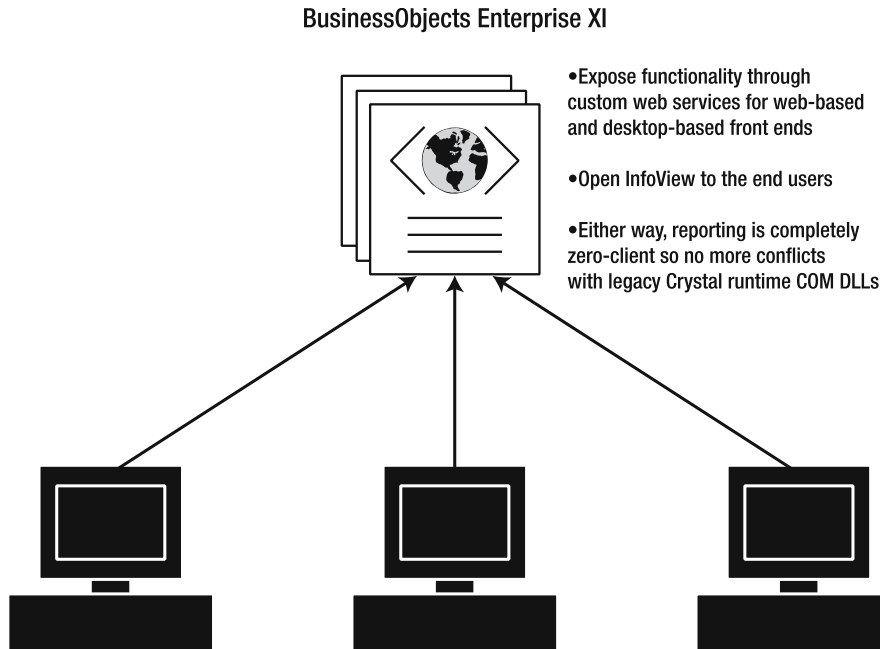 BusinessObjects Enterprise XI
•Expose functionality through
custom web services for web-based
and desktop-based front ends
•Open InfoView to the end users
•Either way, reporting is completely
zero-client so no more conflicts
with legacy Crystal runtime COM DLLs